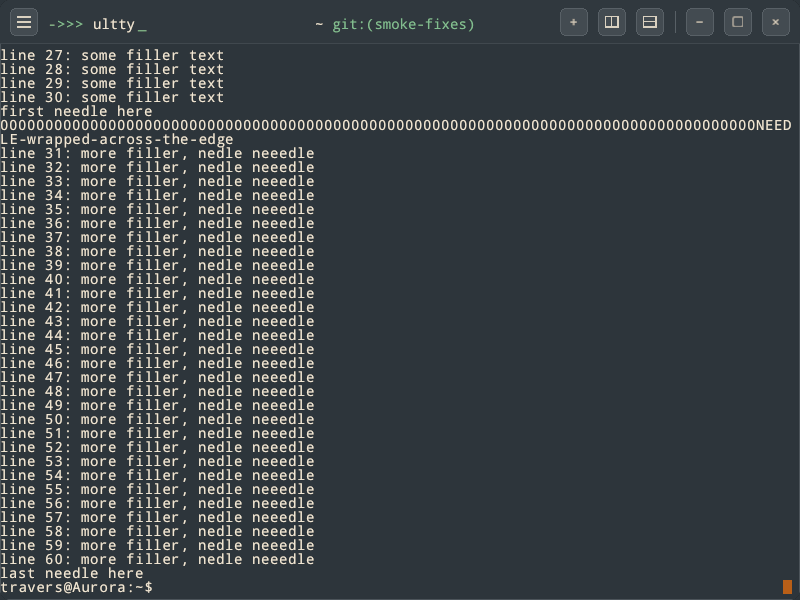 ->>> ultty_ ~ git:(smoke-fixes)
line 27: some filler text
line 28: some filler text
line 29: some filler text
line 30: some filler text
first needle here
OOOOOOOOOOOOOOOOOOOOOOOOOOOOOOOOOOOOOOOOOOOOOOOOOOOOOOOOOOOOOOOOOOOOOOOOOOOOOOOOOOOONEED
LE-wrapped-across-the-edge
line 31: more filler, nedle neeedle
line 32: more filler, nedle neeedle
line 33: more filler, nedle neeedle
line 34: more filler, nedle neeedle
line 35: more filler, nedle neeedle
line 36: more filler, nedle neeedle
line 37: more filler, nedle neeedle
line 38: more filler, nedle neeedle
line 39: more filler, nedle neeedle
line 40: more filler, nedle neeedle
line 41: more filler, nedle neeedle
line 42: more filler, nedle neeedle
line 43: more filler, nedle neeedle
line 44: more filler, nedle neeedle
line 45: more filler, nedle neeedle
line 46: more filler, nedle neeedle
line 47: more filler, nedle neeedle
line 48: more filler, nedle neeedle
line 49: more filler, nedle neeedle
line 50: more filler, nedle neeedle
line 51: more filler, nedle neeedle
line 52: more filler, nedle neeedle
line 53: more filler, nedle neeedle
line 54: more filler, nedle neeedle
line 55: more filler, nedle neeedle
line 56: more filler, nedle neeedle
line 57: more filler, nedle neeedle
line 58: more filler, nedle neeedle
line 59: more filler, nedle neeedle
line 60: more filler, nedle neeedle
last needle here
travers@Aurora:~$